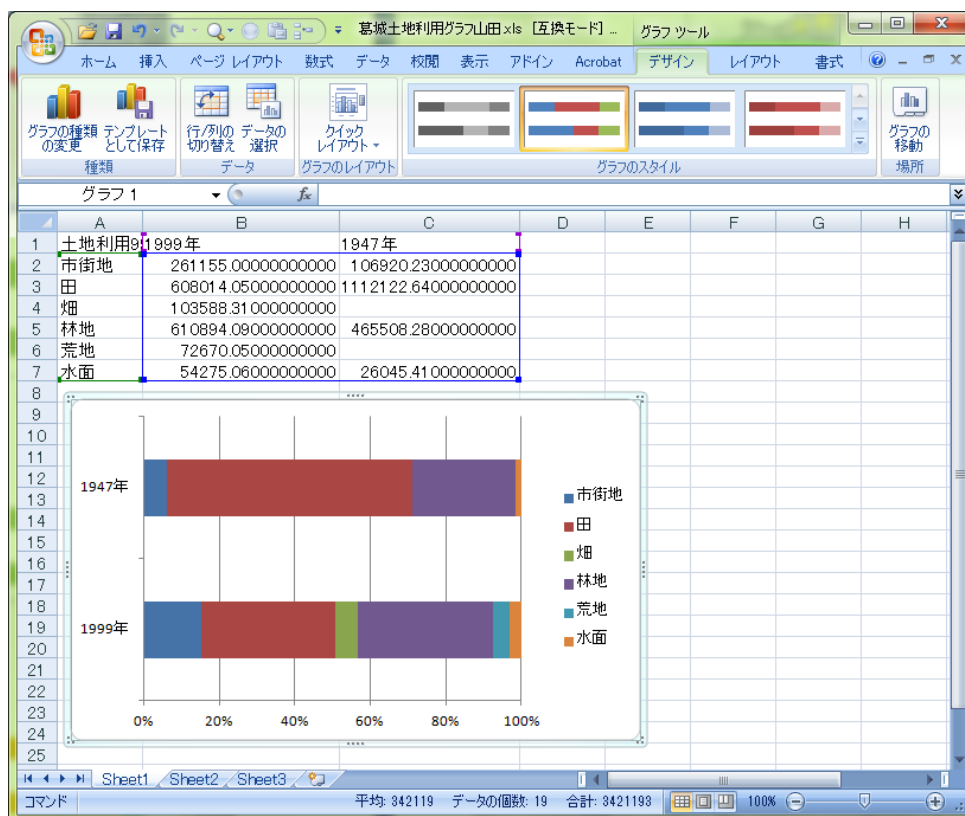 葛城土地利用グラフ山田.xls [互換モード]... グラフ ツール
ホーム 挿入 ページ レイアウト 数式 データ 校閲 表示 アドイン Acrobat デザイン レイアウト 書式
グラフの種類の変更 テンプレートとして保存 行/列の切り替え データの選択 クイックレイアウト グラフの移動
種類 データ グラフのレイアウト グラフのスタイル 場所
グラフ 1 fx
A B C D E F G H
1 土地利用9 1999年 1947年
2 市街地 261155.00000000000 106920.23000000000
3 田 608014.05000000000 1112122.64000000000
4 畑 103588.31000000000
5 林地 610894.09000000000 465508.28000000000
6 荒地 72670.05000000000
7 水面 54275.06000000000 26045.41000000000
8
9
10
11
12
13
14
15
16
17
18
19
20
21
22
23
24
25
1947年
1999年
0% 20% 40% 60% 80% 100%
市街地
田
畑
林地
荒地
水面
Sheet1 Sheet2 Sheet3
コマンド 平均: 342119 データの個数: 19 合計: 3421193 100%